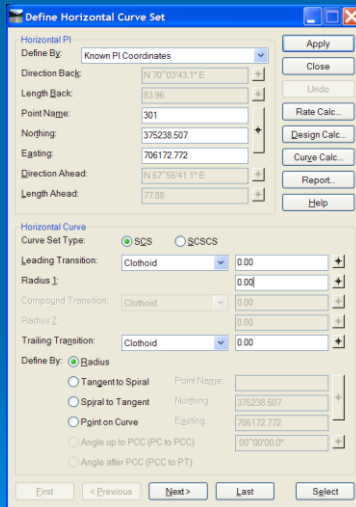 Define Horizontal Curve Set
Horizontal PI
Define By: Known PI Coordinates
Direction Back: N 70°03'43.1" E
Length Back: 83.96
Point Name: 301
Northing: 375238.507
Easting: 706172.772
Direction Ahead: N 57°55'41.1" E
Length Ahead: 77.88
Apply
Close
Undo
Rate Calc...
Design Calc...
Curve Calc...
Report...
Help
Horizontal Curve
Curve Set Type: SCS SCSCS
Leading Transition: Clothoid 0.00
Radius 1: 0.00
Compound Transition: Clothoid 0.00
Radius 2: 0.00
Trailing Transition: Clothoid 0.00
Define By: Radius
Tangent to Spiral Point Name:
Spiral to Tangent Northing: 375238.507
Point on Curve Easting: 706172.772
Angle up to PCC (PC to PCC) 00°00'00.0"
Angle after PCC (PCC to PT)
First < Previous Next > Last Select